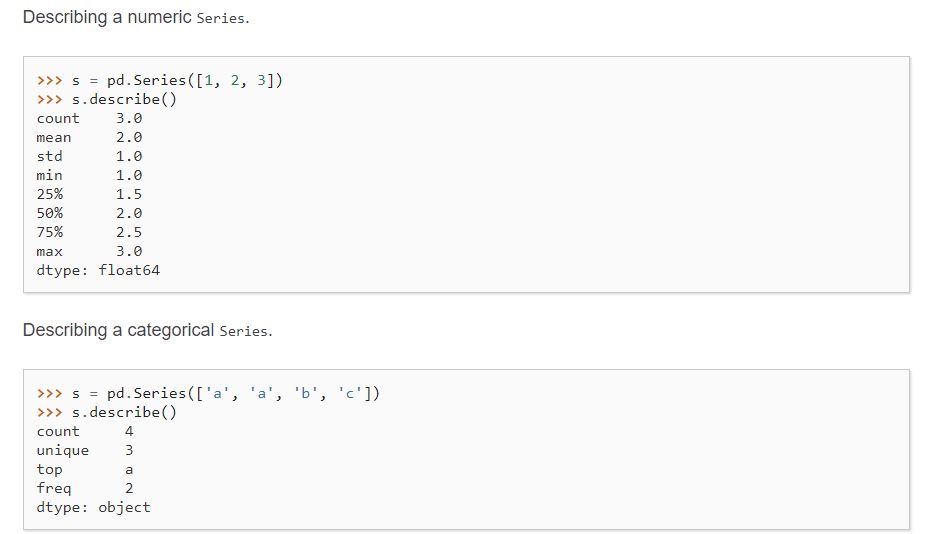 Describing a numeric Series.
>>> s = pd.Series([1, 2, 3])
>>> s.describe()
count    3.0
mean     2.0
std      1.0
min      1.0
25%      1.5
50%      2.0
75%      2.5
max      3.0
dtype: float64
Describing a categorical Series.
>>> s = pd.Series(['a', 'a', 'b', 'c'])
>>> s.describe()
count     4
unique    3
top       a
freq      2
dtype: object